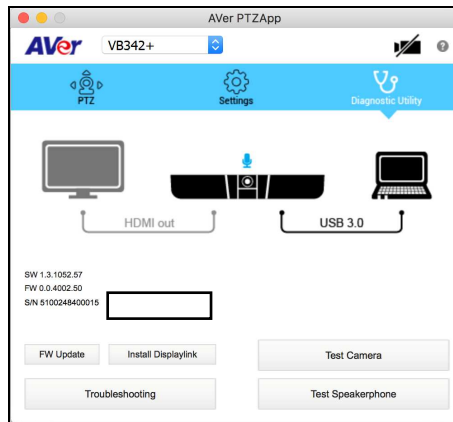 AVer PTZApp
AVer VB342+
PTZ Settings Diagnostic Utility
HDMI out USB 3.0
SW 1.3.1052.57
FW 0.0.4002.50
S/N 5100248400015
FW Update Install Displaylink Test Camera
Troubleshooting Test Speakerphone